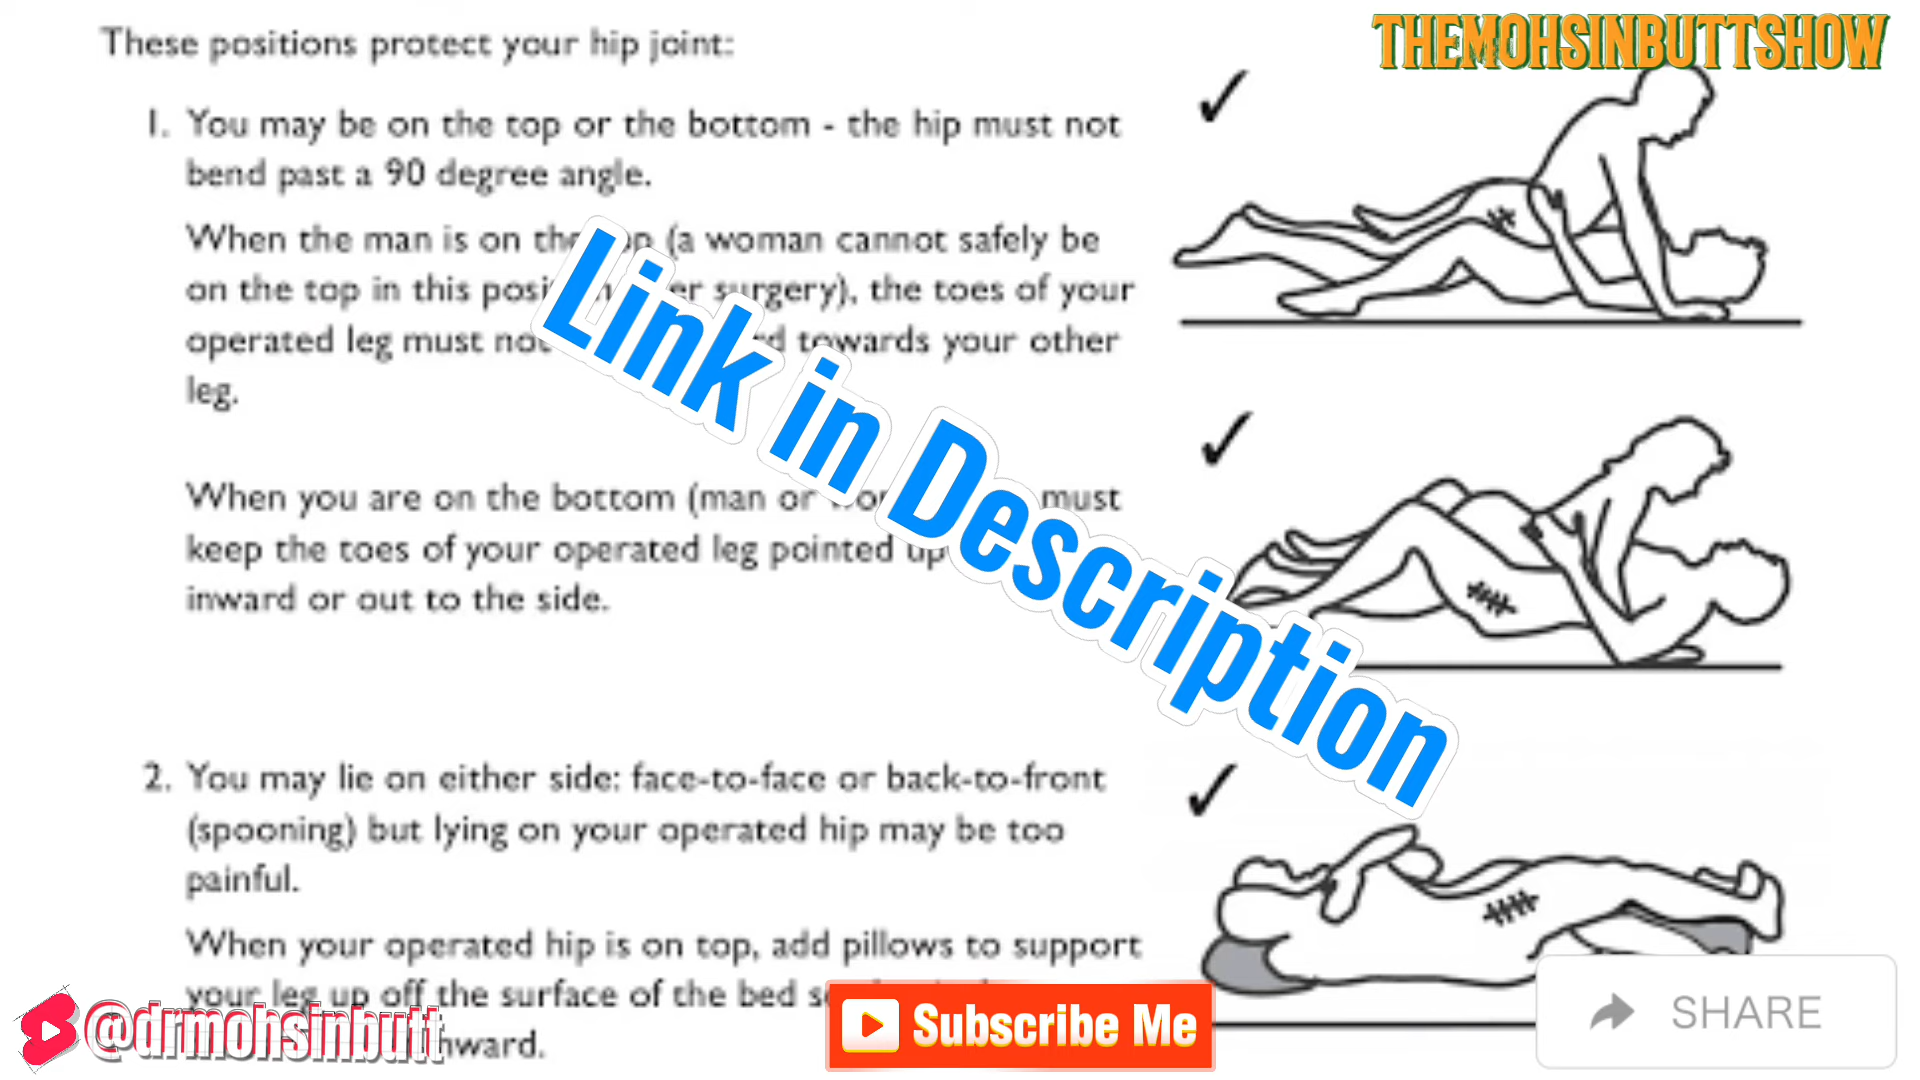 THEMOHSINBUTTSHOW
These positions protect your hip joint:
1. You may be on the top or the bottom - the hip must not
bend past a 90 degree angle.
When the man is on the (a woman cannot safely be
on the top in this surgery), the toes of your
operated leg must towards your other
leg.
When you are on the bottom (man or must
keep the toes of your operated leg pointed
inward or out to the side.
2. You may lie on either side: face-to-face or back-to-front
(spooning) but lying on your operated hip may be too
painful.
When your operated hip is on top, add pillows to support
your leg up off the surface of the bed
Link in Description
@drmohsinbutt
Subscribe Me
SHARE